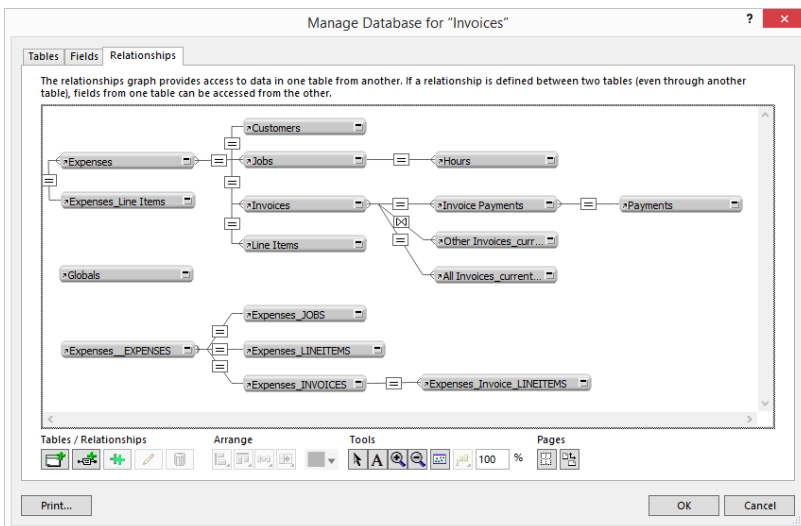 Manage Database for “Invoices”
? ×
Tables Fields Relationships
The relationships graph provides access to data in one table from another. If a relationship is defined between two tables (even through another
table), fields from one table can be accessed from the other.
Customers
Expenses
Jobs
Hours
Expenses_Line Items
Invoices
Invoice Payments
Payments
Other Invoices_curr...
Line Items
Globals
All Invoices_current...
Expenses_JOBS
Expenses__EXPENSES
Expenses_LINEITEMS
Expenses_INVOICES
Expenses_Invoice_LINEITEMS
Tables / Relationships Arrange Tools Pages
A 100 %
Print... OK Cancel